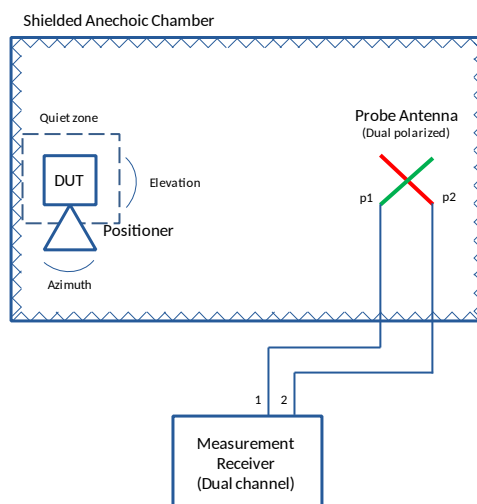 Shielded Anechoic Chamber
Quiet zone
Probe Antenna
(Dual polarized)
DUT
Elevation
p1
p2
Positioner
Azimuth
1
2
Measurement
Receiver
(Dual channel)